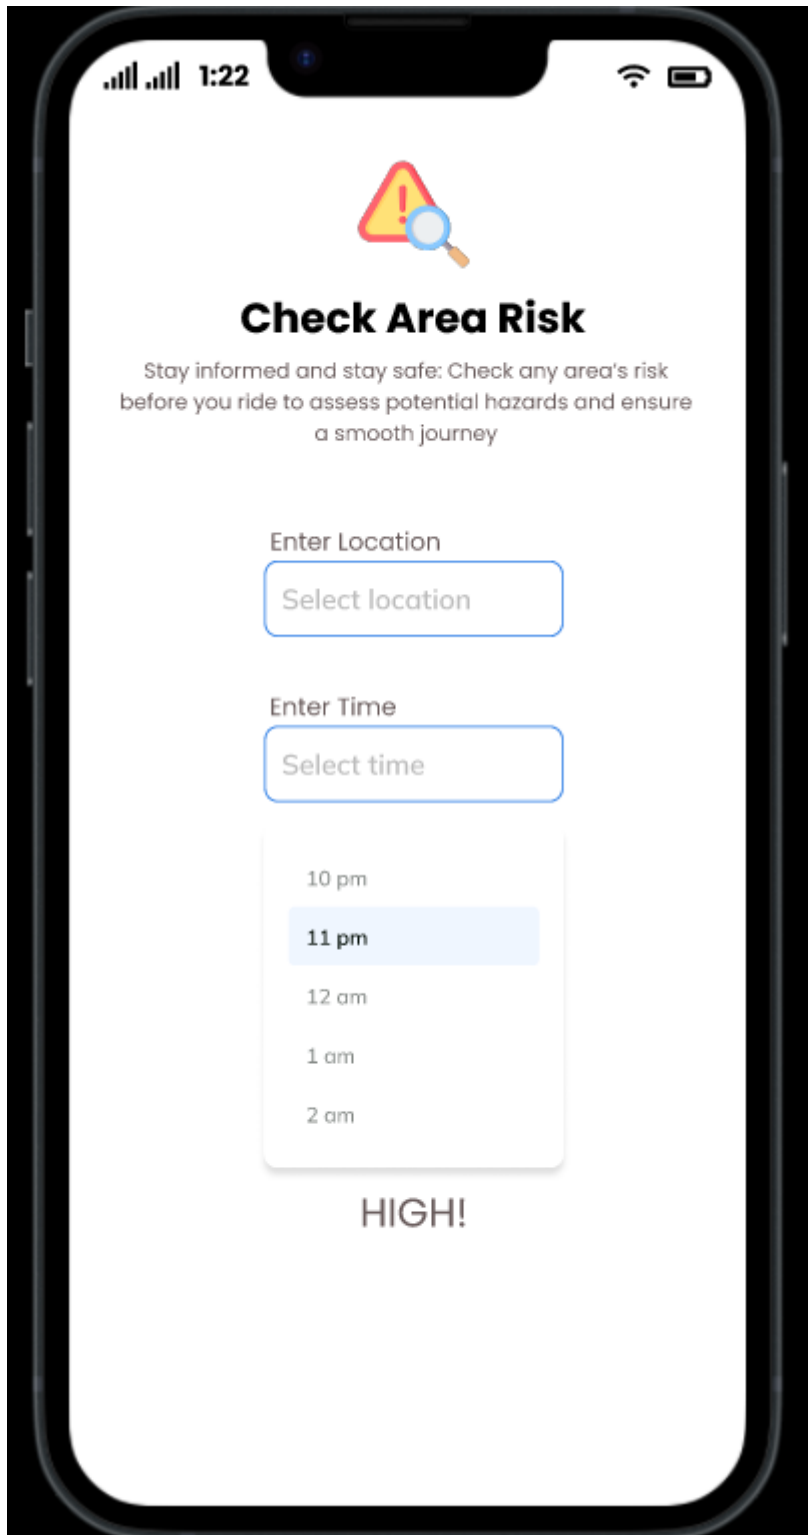 1:22
Check Area Risk
Stay informed and stay safe: Check any area's risk
before you ride to assess potential hazards and ensure
a smooth journey
Enter Location
Select location
Enter Time
Select time
10 pm
11 pm
12 am
1 am
2 am
HIGH!